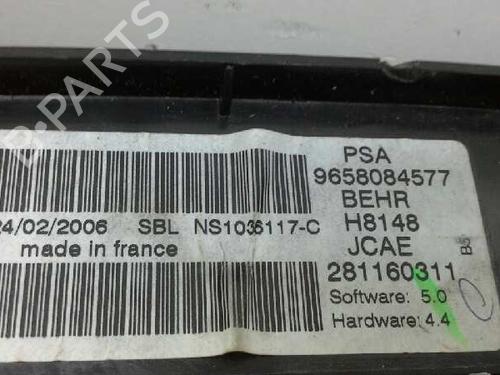 B-PARTS
PSA
9658084577
BEHR
24/02/2006 SBL NS1036117-C
H8148
made in france
JCAE
281160311
Software: 5.0
Hardware: 4.4